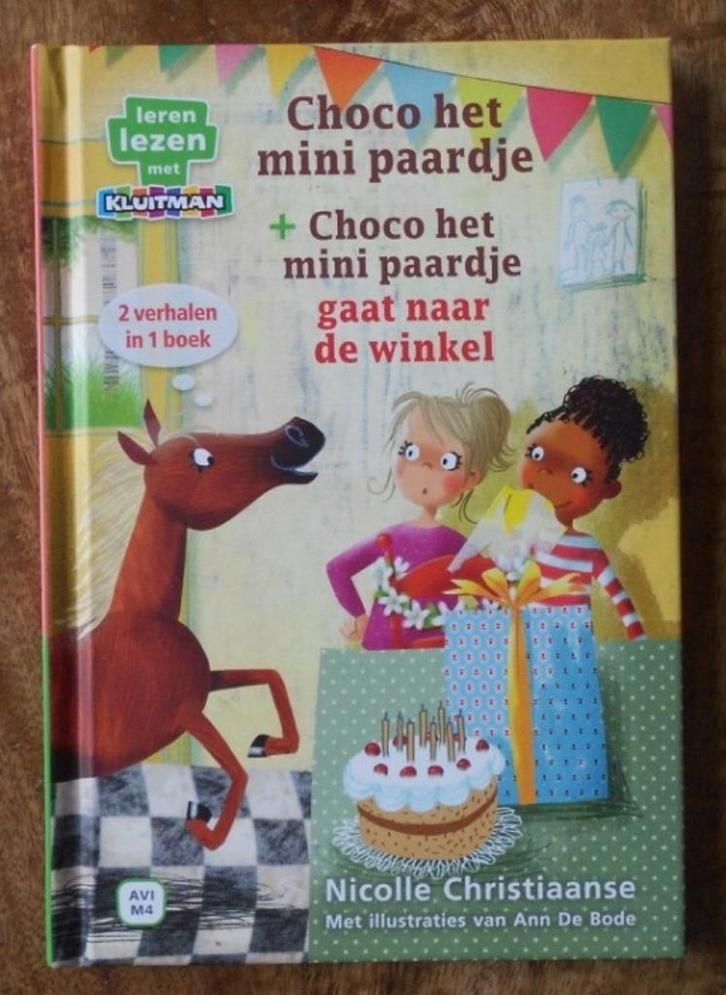 leren
lezen
met
KLUITMAN
Choco het
mini paardje
+ Choco het
mini paardje
gaat naar
de winkel
2 verhalen
in 1 boek
AVI
M4
Nicolle Christiaanse
Met illustraties van Ann De Bode